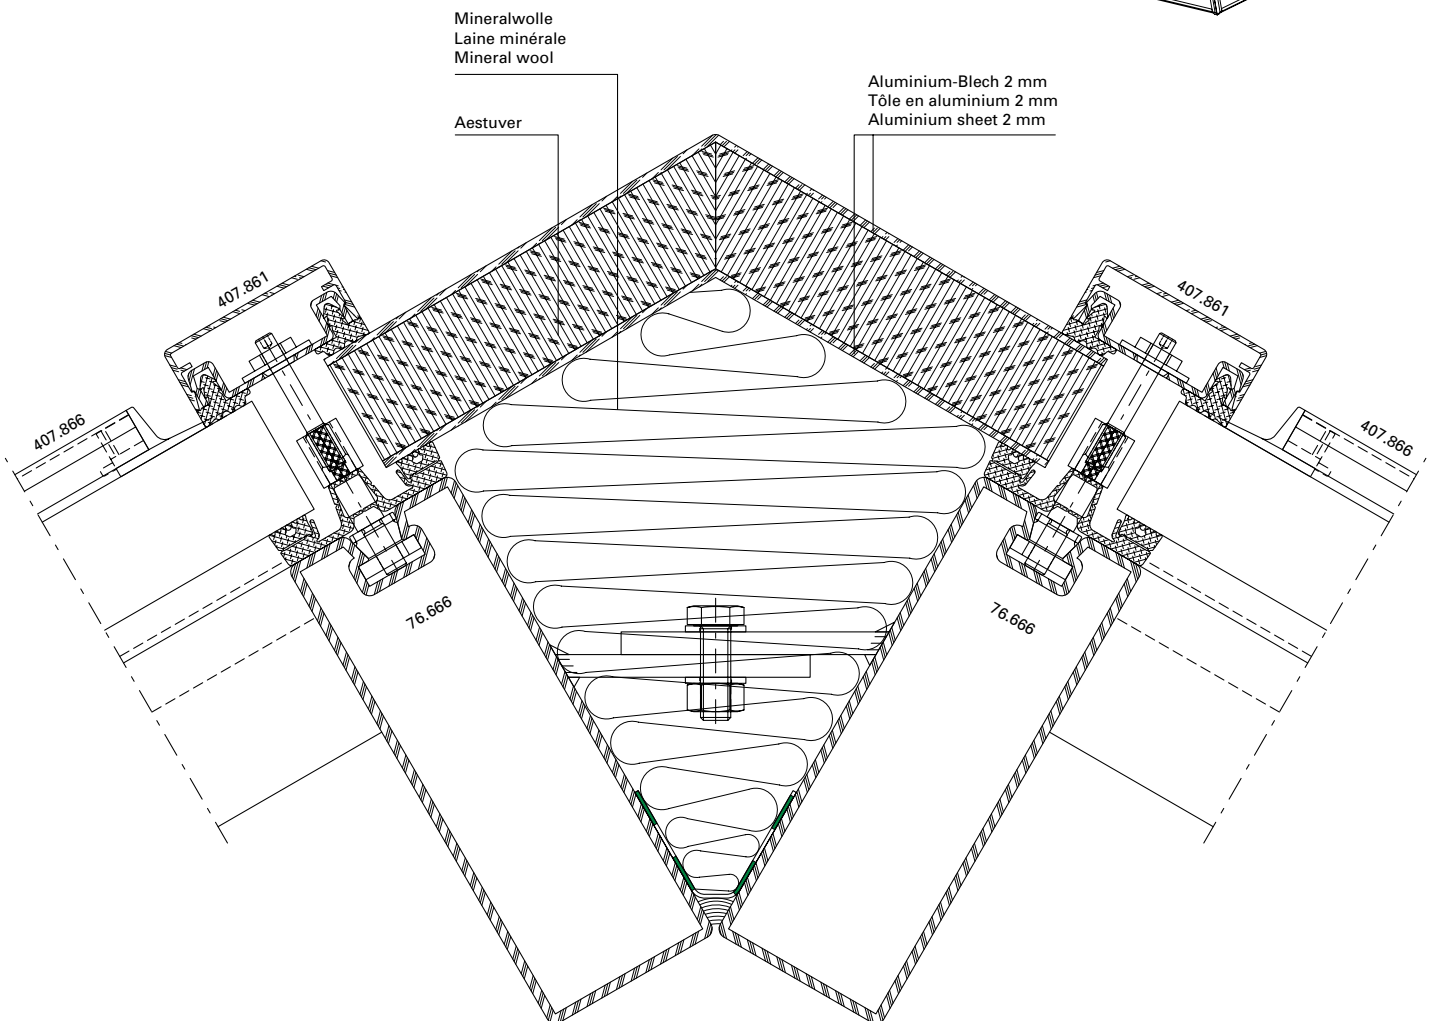 Mineralwolle
Laine minérale
Mineral wool
Aestuver
Aluminium-Blech 2 mm
Tôle en aluminium 2 mm
Aluminium sheet 2 mm
407.861
407.861
407.866
407.866
76.666
76.666